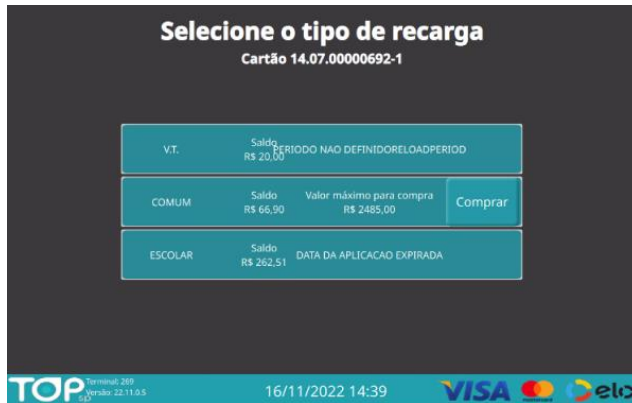 Selecione o tipo de recarga
Cartão 14.07.00000692-1
V.T.
Saldo
R$ 20,00
PERIODO NAO DEFINIDORELOADPERIOD
COMUM
Saldo
R$ 66,90
Valor máximo para compra
R$ 2485,00
Comprar
ESCOLAR
Saldo
R$ 262,51
DATA DA APLICACAO EXPIRADA
TOP
SP
Terminal: 269
Versão: 22.11.0.5
16/11/2022 14:39
VISA
elo